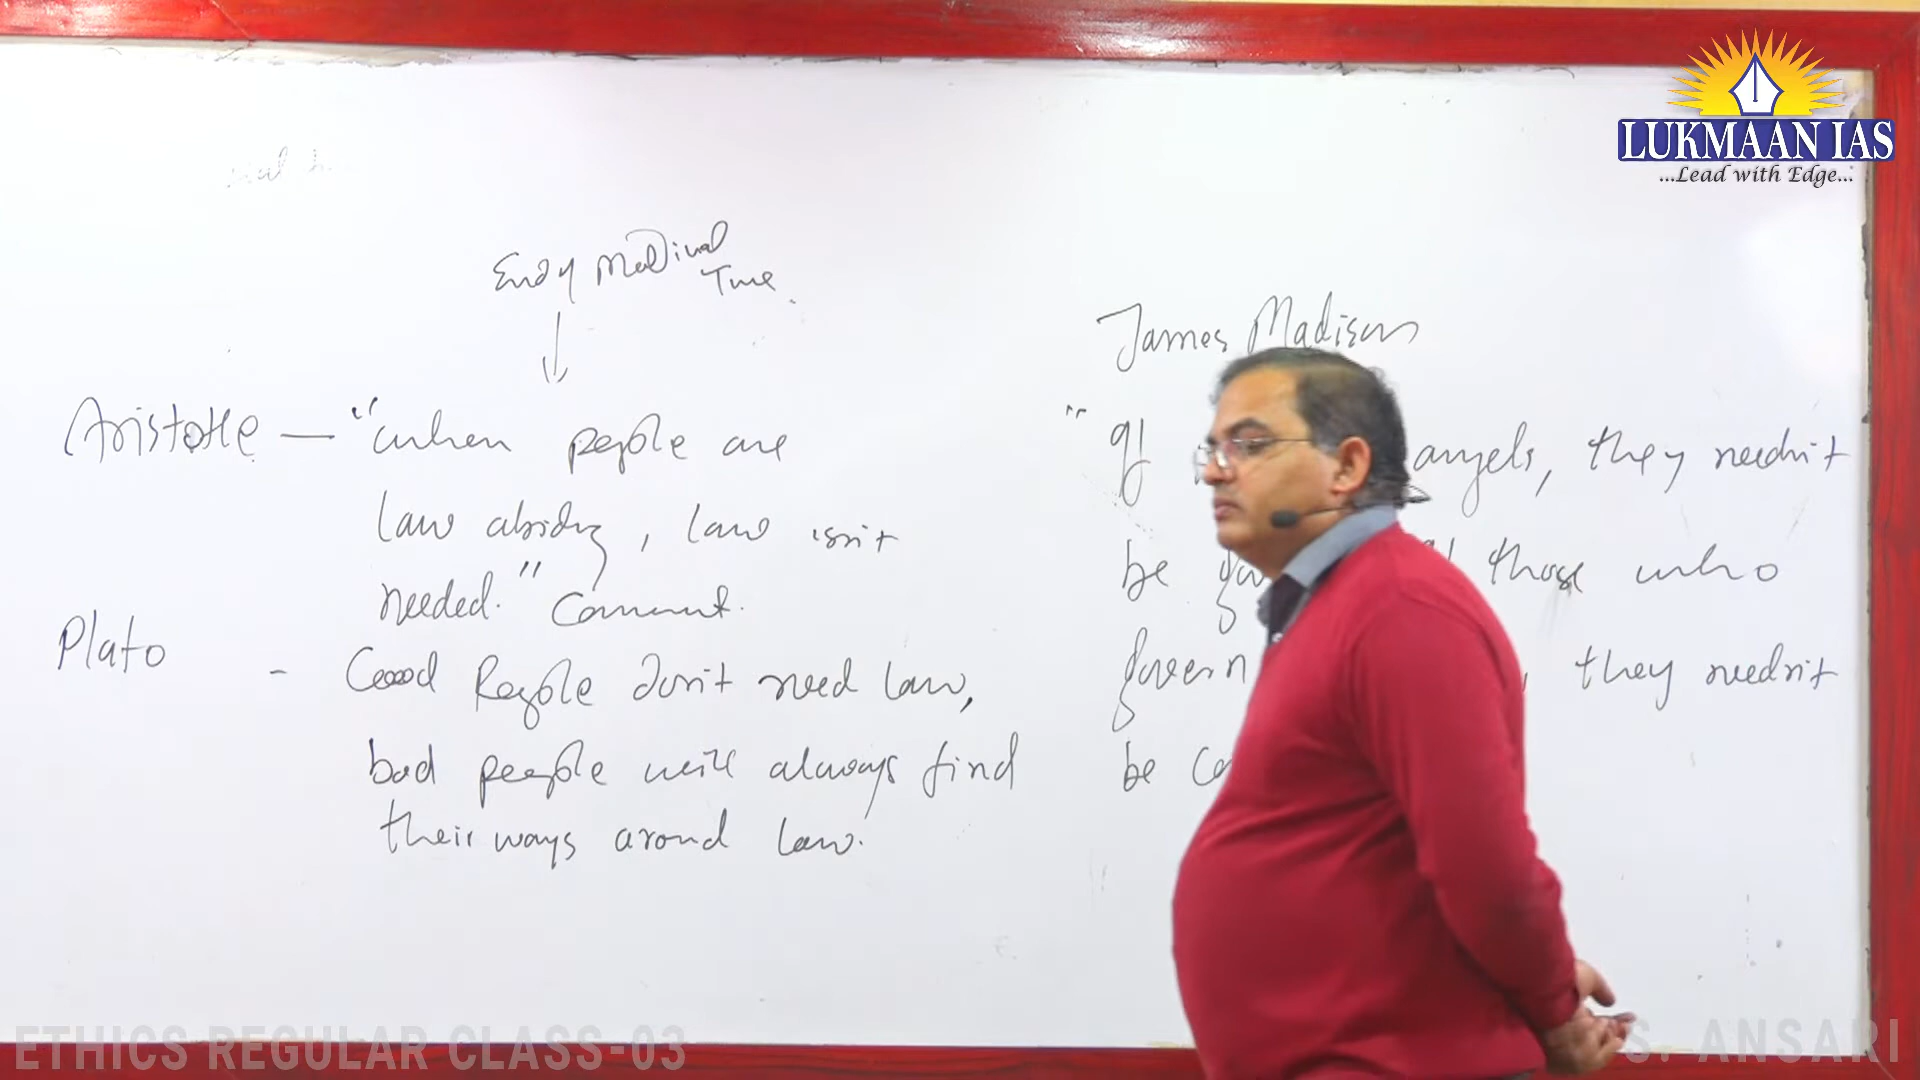 LUKMAAN IAS
...Lead with Edge...
End of Medival
Time
Aristotle — "when people are
law abiding, law isn't
needed." Comment.
Plato
- Good People don't need law,
bad people will always find
their ways around law.
James Madison
"If angels, they needn't
be those who
govern , they needn't
be
ETHICS REGULAR CLASS-03
S. ANSARI